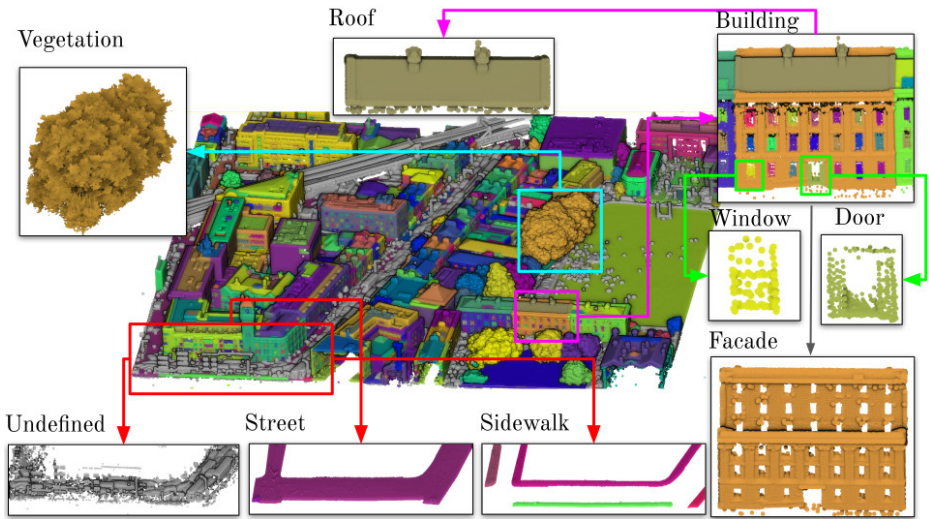 Roof
Building
Vegetation
Window
Door
Facade
Undefined
Street
Sidewalk